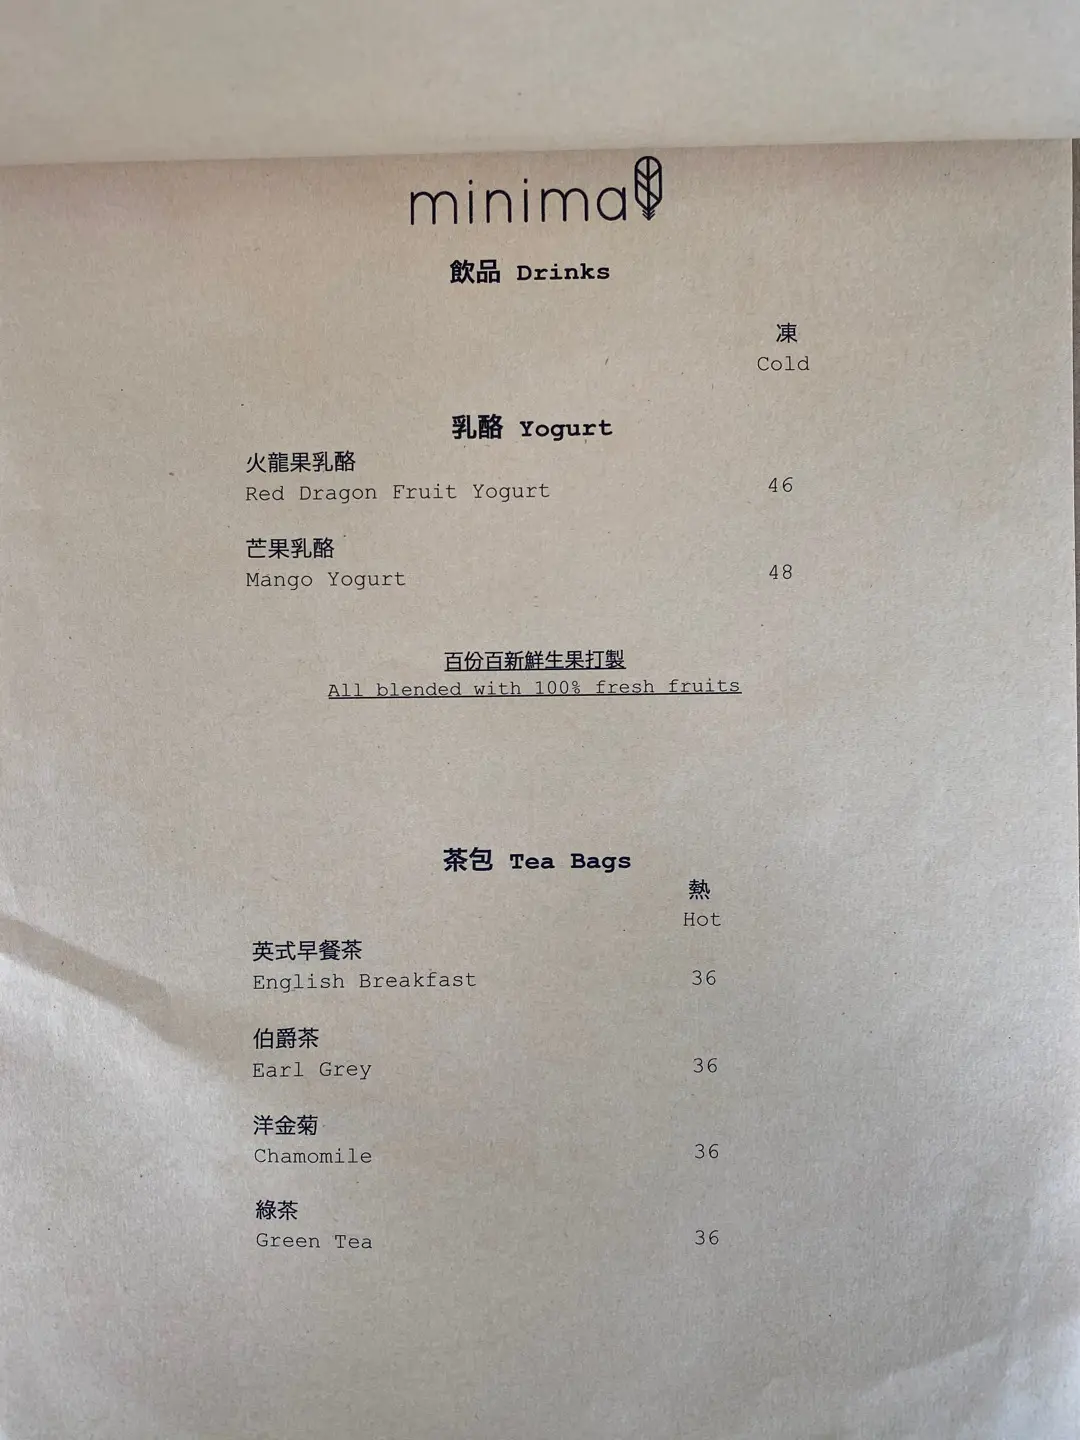 minimal
飲品 Drinks
凍
Cold
乳酪 Yogurt
火龍果乳酪
Red Dragon Fruit Yogurt 46
芒果乳酪
Mango Yogurt 48
百份百新鮮生果打製
All blended with 100% fresh fruits
茶包 Tea Bags
熱
Hot
英式早餐茶
English Breakfast 36
伯爵茶
Earl Grey 36
洋金菊
Chamomile 36
綠茶
Green Tea 36